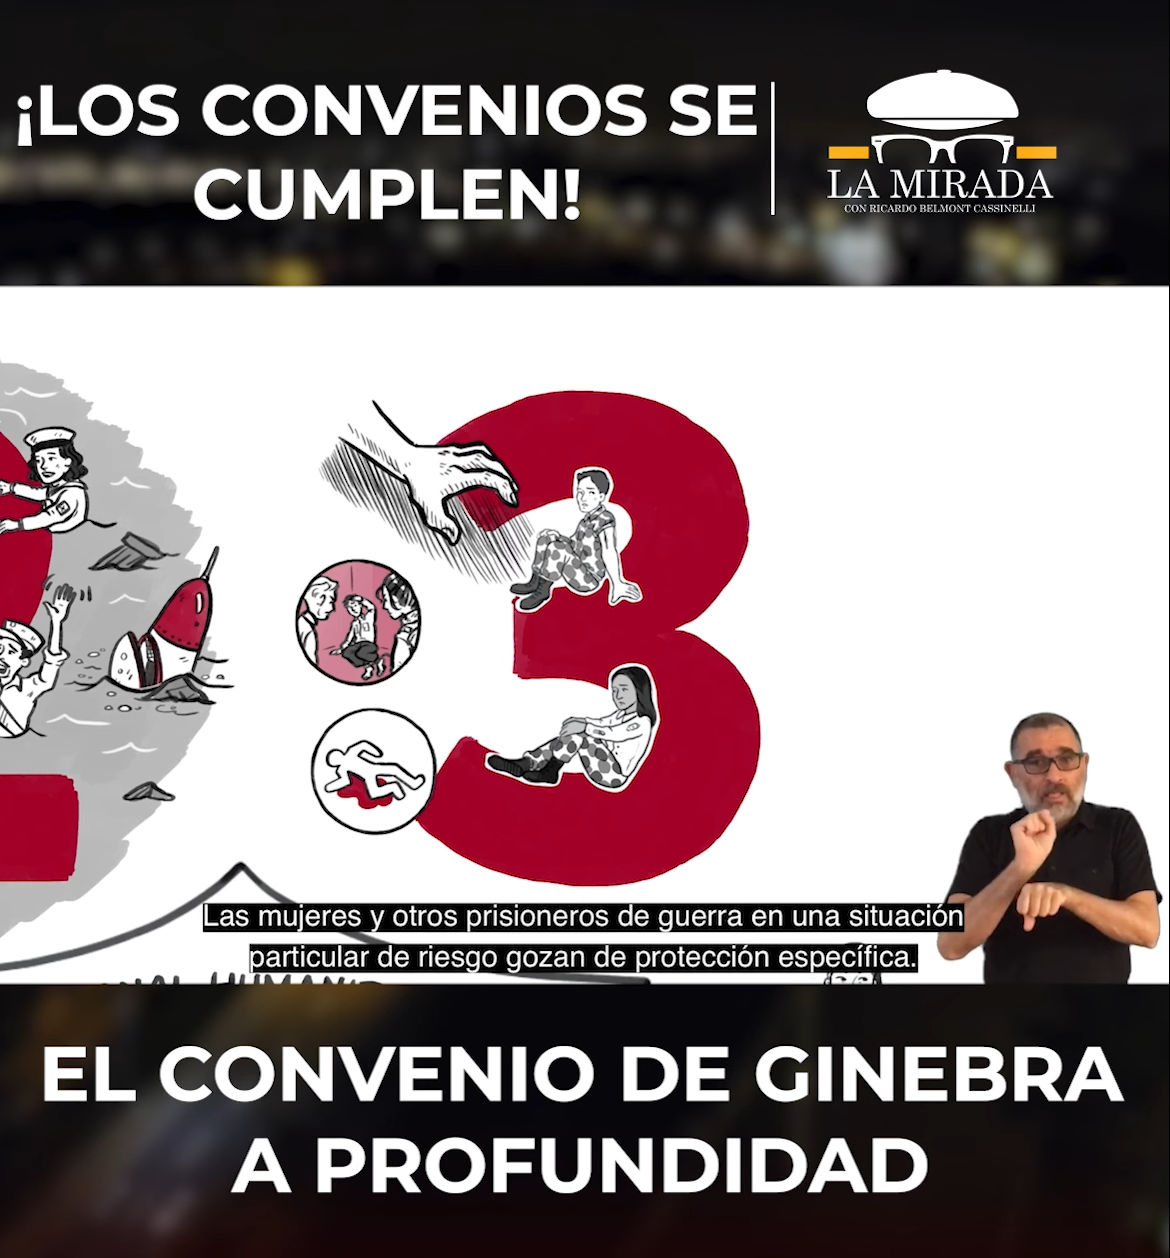 ¡LOS CONVENIOS SE
CUMPLEN!
LA MIRADA
CON RICARDO BELMONT CASSINELLI
3
Las mujeres y otros prisioneros de guerra en una situación
particular de riesgo gozan de protección específica.
EL CONVENIO DE GINEBRA
A PROFUNDIDAD